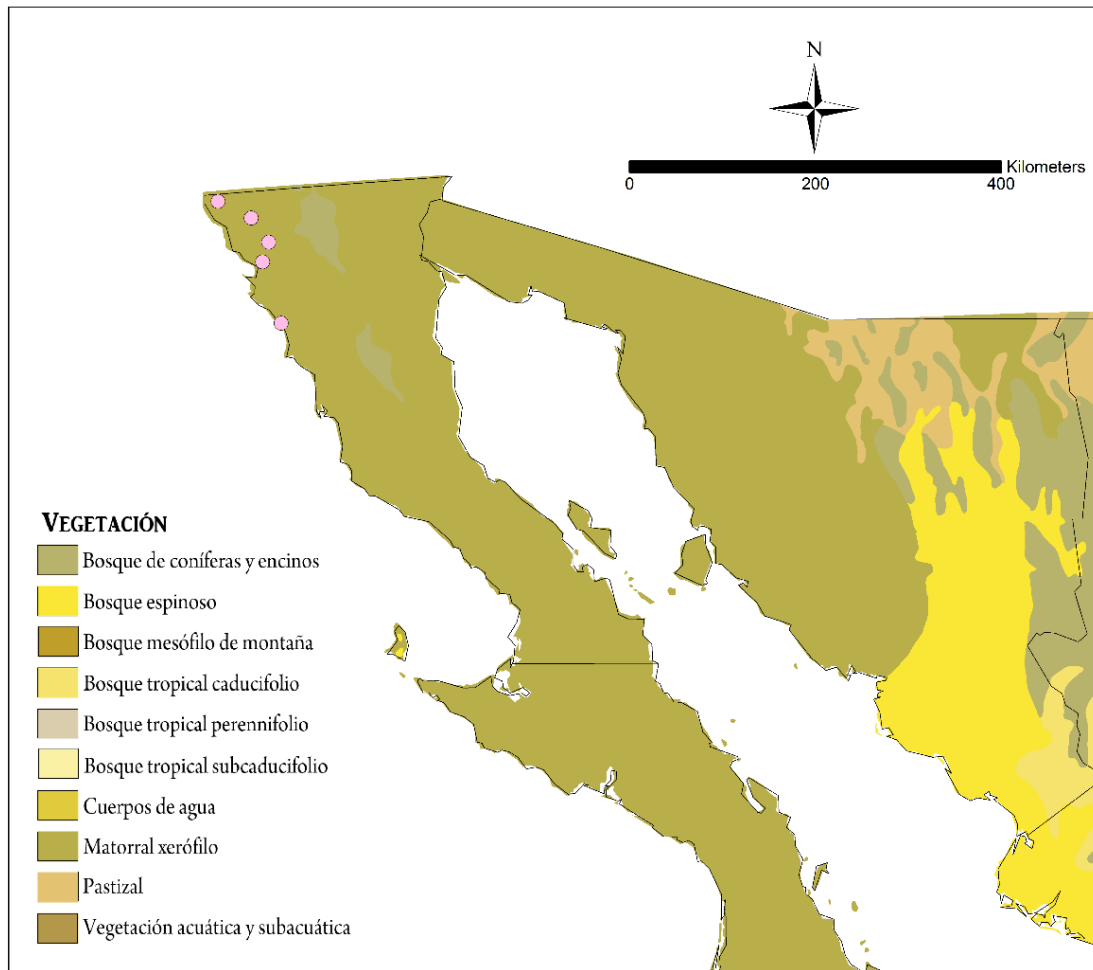 N
Kilometers
0 200 400
VEGETACIÓN
Bosque de coníferas y encinos
Bosque espinoso
Bosque mesófilo de montaña
Bosque tropical caducifolio
Bosque tropical perennifolio
Bosque tropical subcaducifolio
Cuerpos de agua
Matorral xerófilo
Pastizal
Vegetación acuática y subacuática